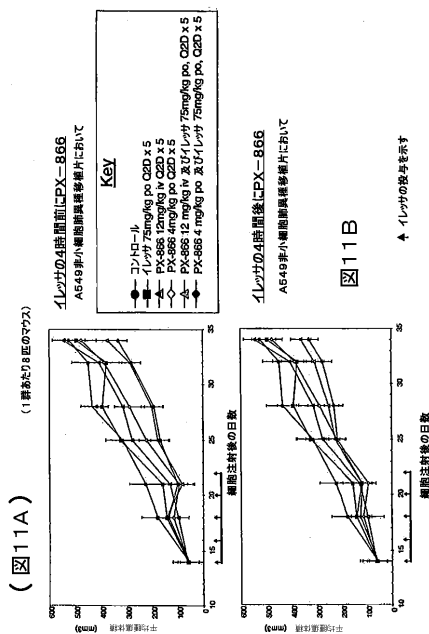 (図11A)
(1群あたり8匹のマウス)
イレッサの4時間前にPX-866
A549非小細胞肺異種移植片において
平均腫瘍体積 (mm3)
600
500
400
300
200
100
0
10
15
20
25
30
35
細胞注射後の日数
Key
コントロール
イレッサ 75mg/kg po Q2D x 5
PX-866 12mg/kg iv Q2D x 5
PX-866 4mg/kg po Q2D x 5
PX-866 12 mg/kg iv 及びイレッサ 75mg/kg po, Q2D x 5
PX-866 4 mg/kg po 及びイレッサ 75mg/kg po, Q2D x 5
イレッサの4時間後にPX-866
A549非小細胞肺異種移植片において
図11B
平均腫瘍体積 (mm3)
600
500
400
300
200
100
0
10
15
20
25
30
35
細胞注射後の日数
イレッサの投与を示す